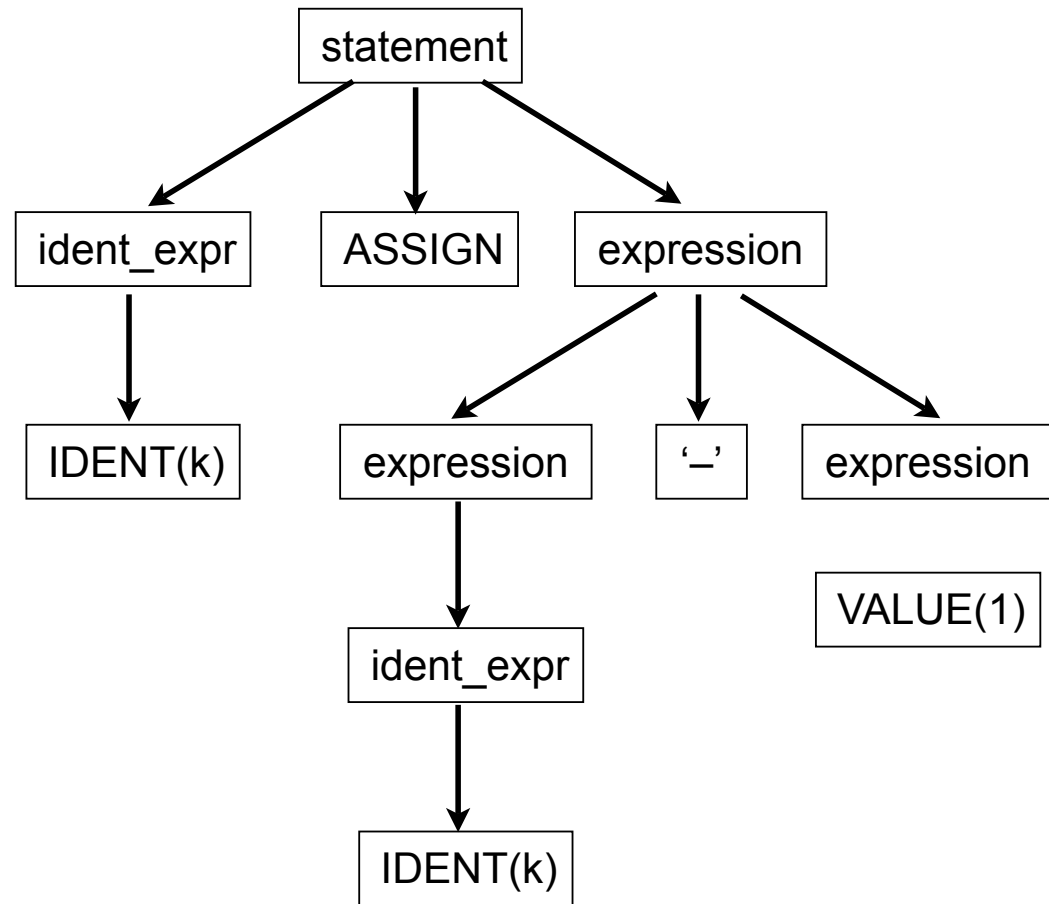 statement
ident_expr
ASSIGN
expression
IDENT(k)
expression
‘–’
expression
VALUE(1)
ident_expr
IDENT(k)